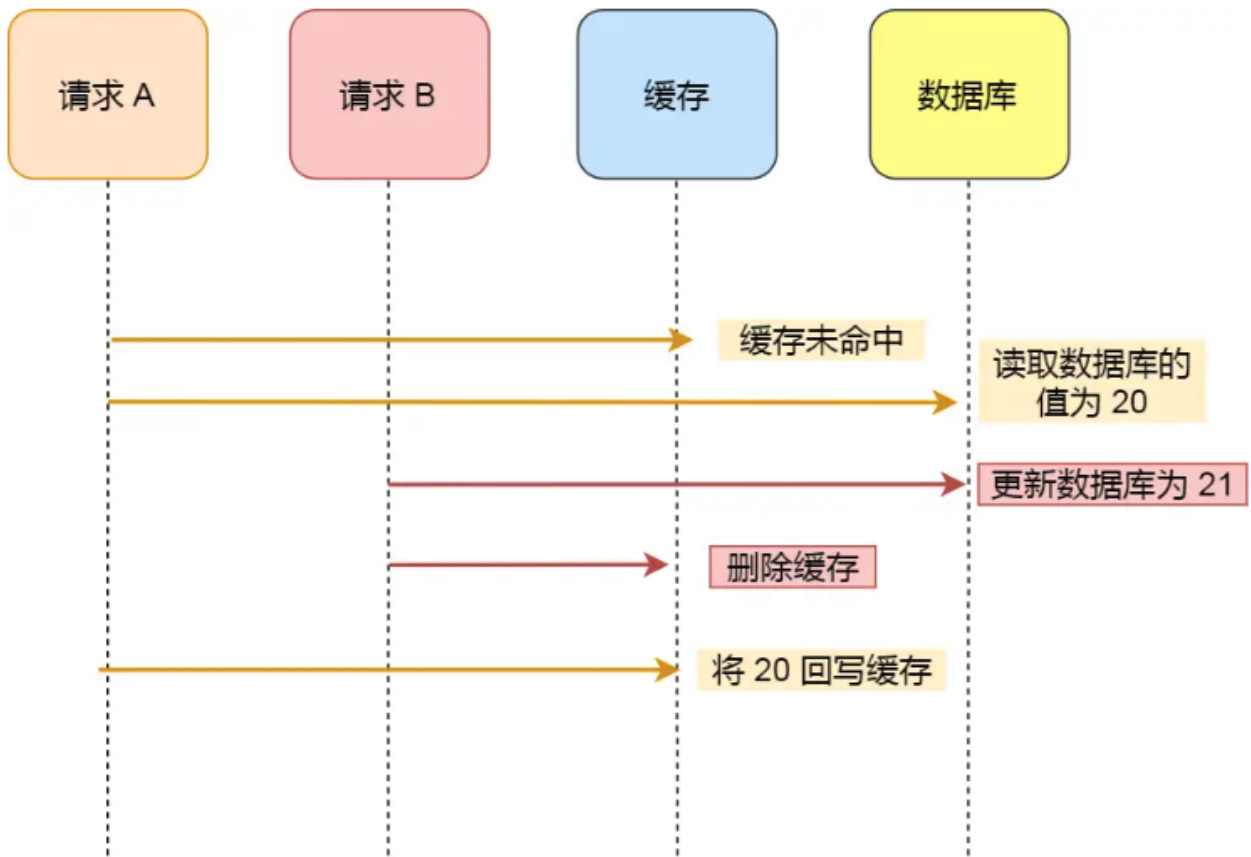 请求 A
请求 B
缓存
数据库
缓存未命中
读取数据库的
值为 20
更新数据库为 21
删除缓存
将 20 回写缓存